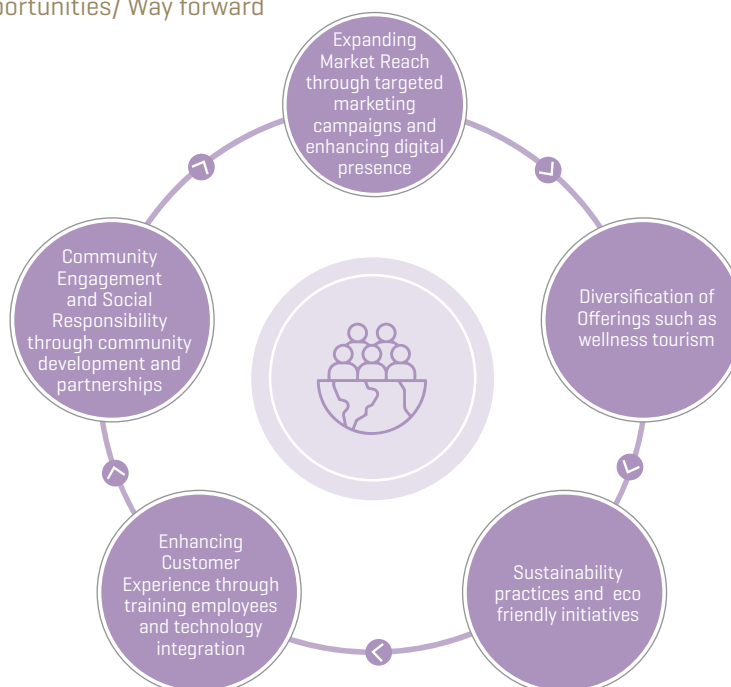 portunities/ Way forward
Expanding
Market Reach
through targeted
marketing
campaigns and
enhancing digital
presence
Diversification of
Offerings such as
wellness tourism
Sustainability
practices and eco
friendly initiatives
Enhancing
Customer
Experience through
training employees
and technology
integration
Community
Engagement
and Social
Responsibility
through community
development and
partnerships